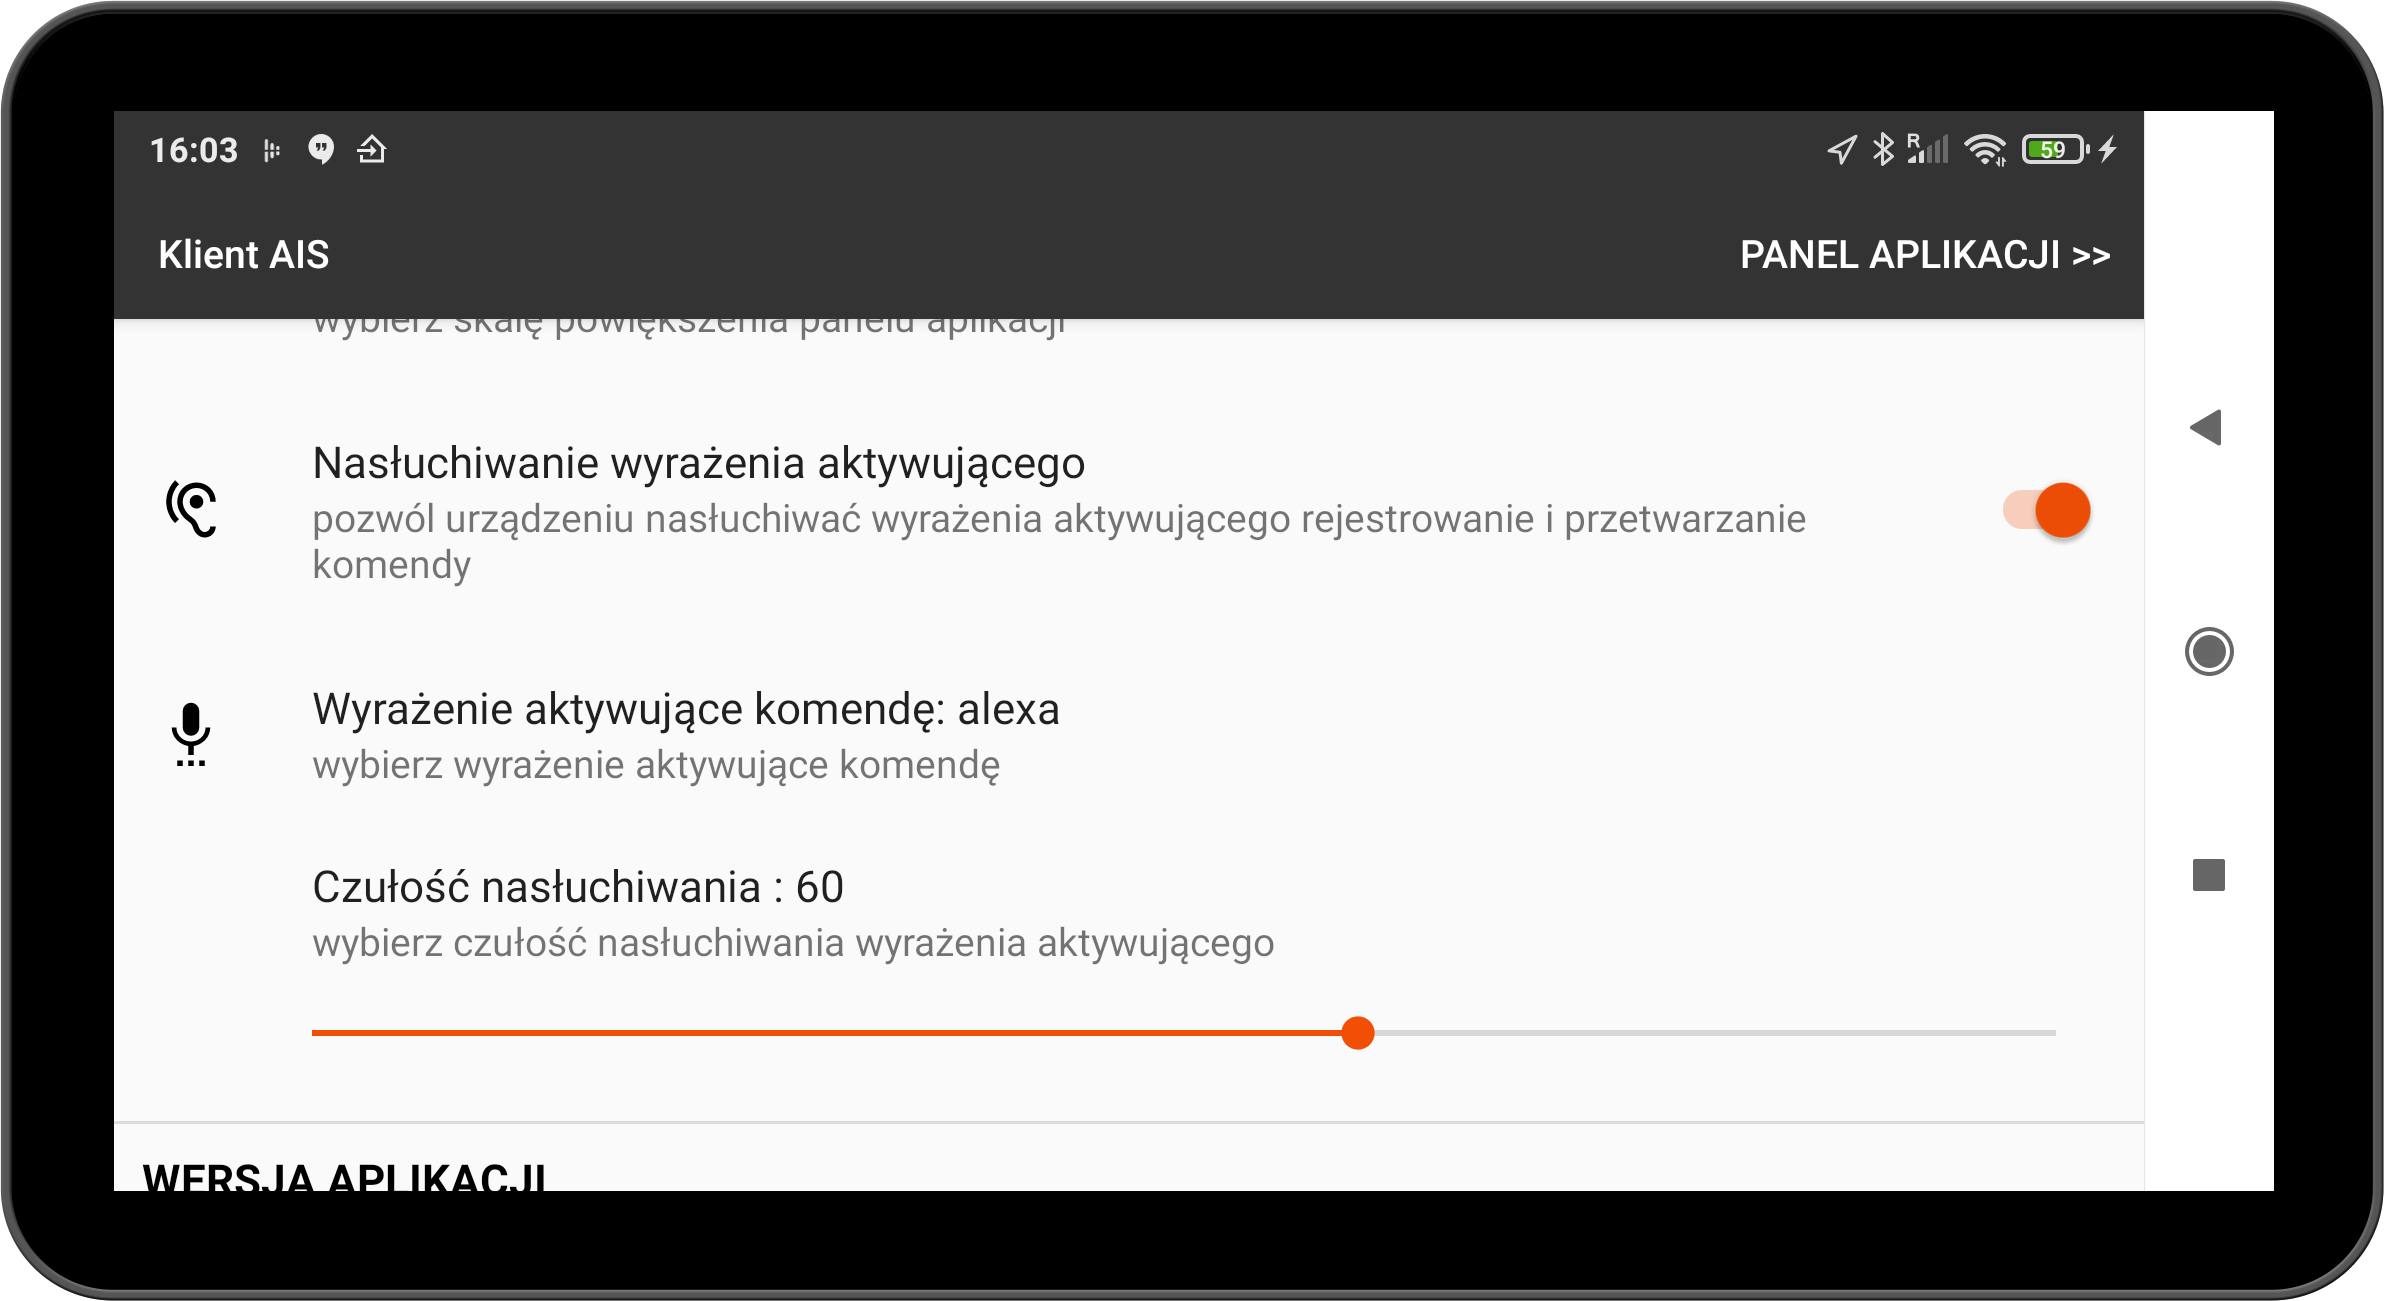 16:03
R
59
Klient AIS
PANEL APLIKACJI >>
wybierz skalę powiększenia panelu aplikacji
Nasłuchiwanie wyrażenia aktywującego
pozwól urządzeniu nasłuchiwać wyrażenia aktywującego rejestrowanie i przetwarzanie
komendy
Wyrażenie aktywujące komendę: alexa
wybierz wyrażenie aktywujące komendę
Czułość nasłuchiwania : 60
wybierz czułość nasłuchiwania wyrażenia aktywującego
WERSJA APLIKACJI